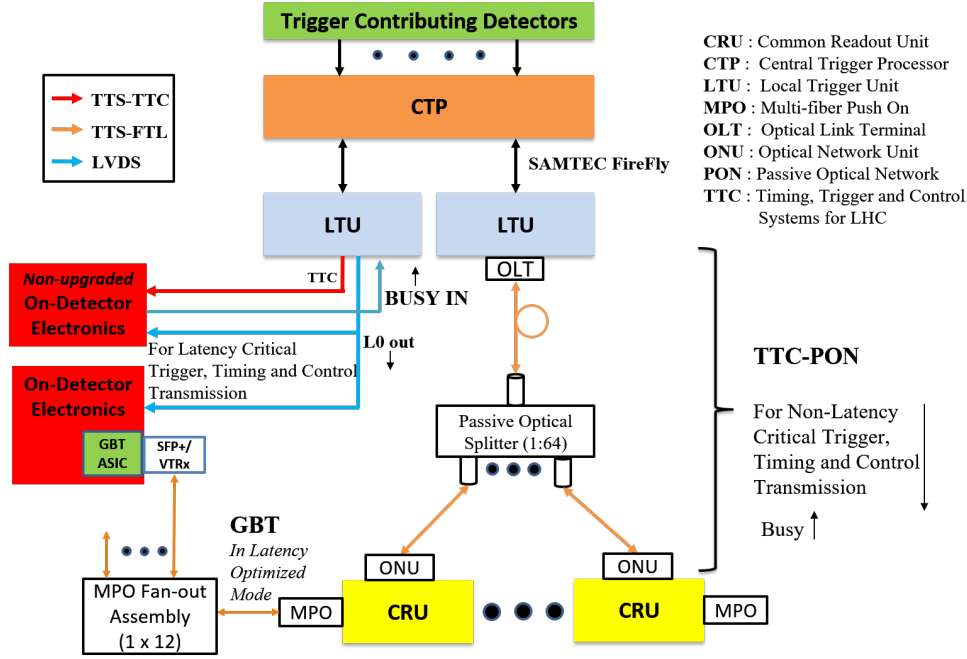 Trigger Contributing Detectors
CTP
SAMTEC FireFly
LTU
LTU
OLT
TTS-TTC
TTS-FTL
LVDS
CRU : Common Readout Unit
CTP : Central Trigger Processor
LTU : Local Trigger Unit
MPO : Multi-fiber Push On
OLT : Optical Link Terminal
ONU : Optical Network Unit
PON : Passive Optical Network
TTC : Timing, Trigger and Control
Systems for LHC
TTC
BUSY IN
L0 out
Non-upgraded
On-Detector
Electronics
For Latency Critical
Trigger, Timing and Control
Transmission
On-Detector
Electronics
GBT
ASIC
SFP+/
VTRx
Passive Optical
Splitter (1:64)
TTC-PON
For Non-Latency
Critical Trigger,
Timing and Control
Transmission
Busy
GBT
In Latency
Optimized
Mode
MPO Fan-out
Assembly
(1 x 12)
MPO
ONU
CRU
ONU
CRU
MPO